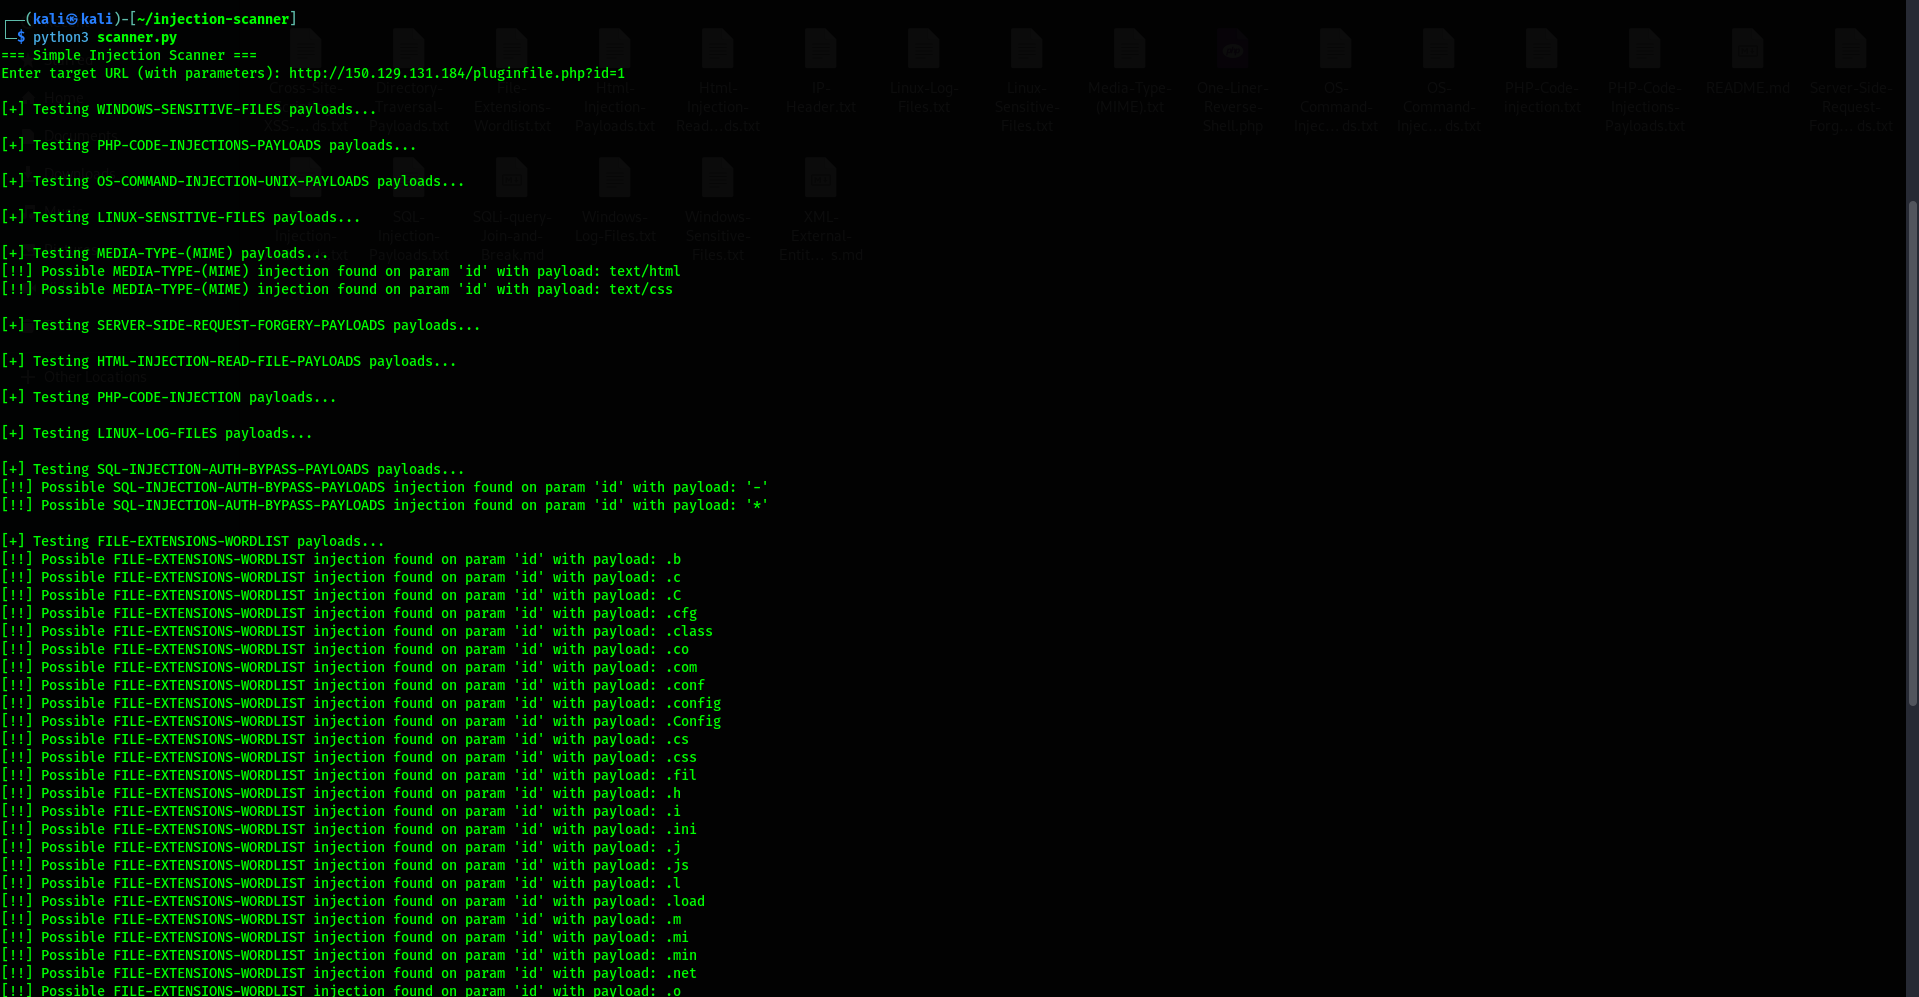 ┌──(kali㉿kali)-[~/injection-scanner]
└─$ python3 scanner.py
=== Simple Injection Scanner ===
Enter target URL (with parameters): http://150.129.131.184/pluginfile.php?id=1
[+] Testing WINDOWS-SENSITIVE-FILES payloads...
[+] Testing PHP-CODE-INJECTIONS-PAYLOADS payloads...
[+] Testing OS-COMMAND-INJECTION-UNIX-PAYLOADS payloads...
[+] Testing LINUX-SENSITIVE-FILES payloads...
[+] Testing MEDIA-TYPE-(MIME) payloads...
[!!] Possible MEDIA-TYPE-(MIME) injection found on param 'id' with payload: text/html
[!!] Possible MEDIA-TYPE-(MIME) injection found on param 'id' with payload: text/css
[+] Testing SERVER-SIDE-REQUEST-FORGERY-PAYLOADS payloads...
[+] Testing HTML-INJECTION-READ-FILE-PAYLOADS payloads...
[+] Testing PHP-CODE-INJECTION payloads...
[+] Testing LINUX-LOG-FILES payloads...
[+] Testing SQL-INJECTION-AUTH-BYPASS-PAYLOADS payloads...
[!!] Possible SQL-INJECTION-AUTH-BYPASS-PAYLOADS injection found on param 'id' with payload: '-'
[!!] Possible SQL-INJECTION-AUTH-BYPASS-PAYLOADS injection found on param 'id' with payload: '*'
[+] Testing FILE-EXTENSIONS-WORDLIST payloads...
[!!] Possible FILE-EXTENSIONS-WORDLIST injection found on param 'id' with payload: .b
[!!] Possible FILE-EXTENSIONS-WORDLIST injection found on param 'id' with payload: .c
[!!] Possible FILE-EXTENSIONS-WORDLIST injection found on param 'id' with payload: .C
[!!] Possible FILE-EXTENSIONS-WORDLIST injection found on param 'id' with payload: .cfg
[!!] Possible FILE-EXTENSIONS-WORDLIST injection found on param 'id' with payload: .class
[!!] Possible FILE-EXTENSIONS-WORDLIST injection found on param 'id' with payload: .co
[!!] Possible FILE-EXTENSIONS-WORDLIST injection found on param 'id' with payload: .com
[!!] Possible FILE-EXTENSIONS-WORDLIST injection found on param 'id' with payload: .conf
[!!] Possible FILE-EXTENSIONS-WORDLIST injection found on param 'id' with payload: .config
[!!] Possible FILE-EXTENSIONS-WORDLIST injection found on param 'id' with payload: .Config
[!!] Possible FILE-EXTENSIONS-WORDLIST injection found on param 'id' with payload: .cs
[!!] Possible FILE-EXTENSIONS-WORDLIST injection found on param 'id' with payload: .css
[!!] Possible FILE-EXTENSIONS-WORDLIST injection found on param 'id' with payload: .fil
[!!] Possible FILE-EXTENSIONS-WORDLIST injection found on param 'id' with payload: .h
[!!] Possible FILE-EXTENSIONS-WORDLIST injection found on param 'id' with payload: .i
[!!] Possible FILE-EXTENSIONS-WORDLIST injection found on param 'id' with payload: .ini
[!!] Possible FILE-EXTENSIONS-WORDLIST injection found on param 'id' with payload: .j
[!!] Possible FILE-EXTENSIONS-WORDLIST injection found on param 'id' with payload: .js
[!!] Possible FILE-EXTENSIONS-WORDLIST injection found on param 'id' with payload: .l
[!!] Possible FILE-EXTENSIONS-WORDLIST injection found on param 'id' with payload: .load
[!!] Possible FILE-EXTENSIONS-WORDLIST injection found on param 'id' with payload: .m
[!!] Possible FILE-EXTENSIONS-WORDLIST injection found on param 'id' with payload: .mi
[!!] Possible FILE-EXTENSIONS-WORDLIST injection found on param 'id' with payload: .min
[!!] Possible FILE-EXTENSIONS-WORDLIST injection found on param 'id' with payload: .net
[!!] Possible FILE-EXTENSIONS-WORDLIST injection found on param 'id' with payload: .o